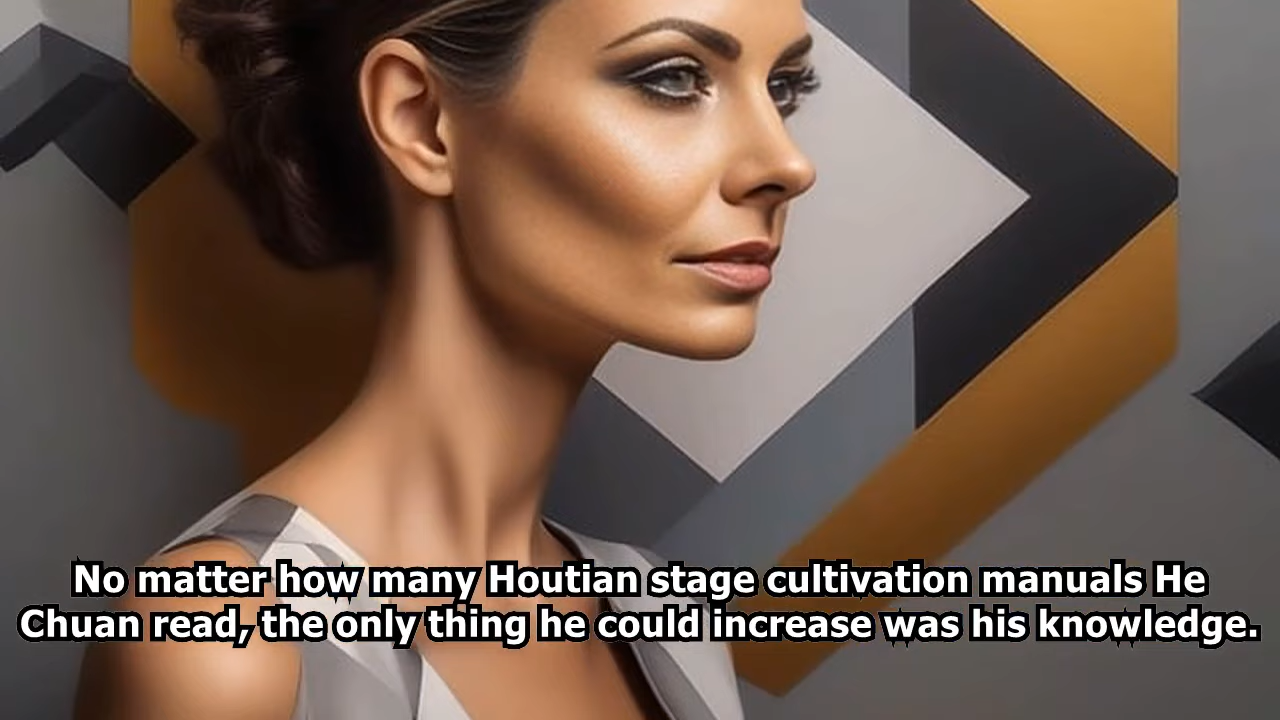 No matter how many Houtian stage cultivation manuals He
Chuan read, the only thing he could increase was his knowledge.